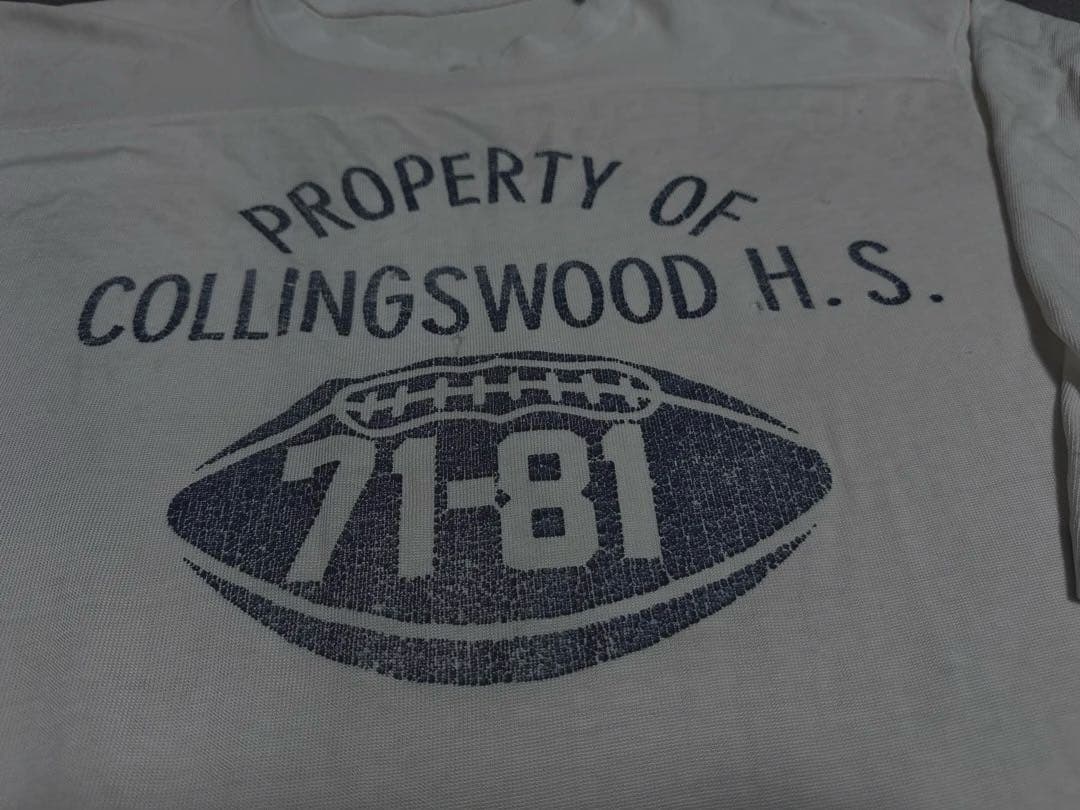 PROPERTY OF
COLLINGSWOOD H.S.
71-81